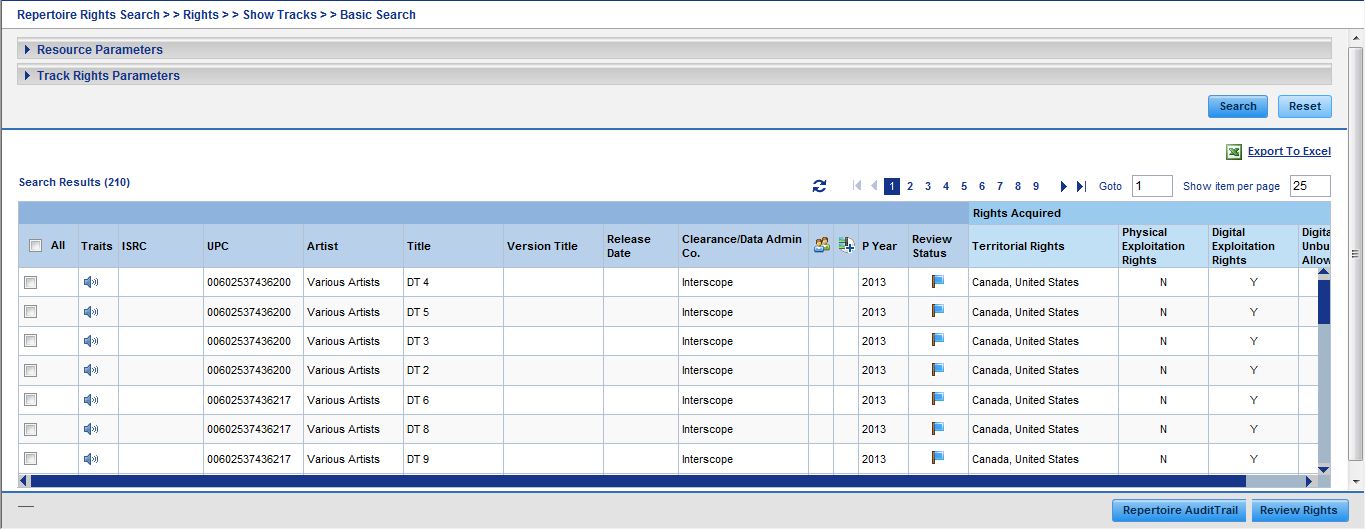 Repertoire Rights Search > > Rights > > Show Tracks > > Basic Search
Resource Parameters
Track Rights Parameters
Search Reset
Export To Excel
Search Results (210) 1 2 3 4 5 6 7 8 9 Goto 1 Show item per page 25
Rights Acquired
All Traits ISRC UPC Artist Title Version Title Release Date Clearance/Data Admin Co. P Year Review Status Territorial Rights Physical Exploitation Rights Digital Exploitation Rights Digita Unbu Allow
00602537436200 Various Artists DT 4 Interscope 2013 Canada, United States N Y
00602537436200 Various Artists DT 5 Interscope 2013 Canada, United States N Y
00602537436200 Various Artists DT 3 Interscope 2013 Canada, United States N Y
00602537436200 Various Artists DT 2 Interscope 2013 Canada, United States N Y
00602537436217 Various Artists DT 6 Interscope 2013 Canada, United States N Y
00602537436217 Various Artists DT 8 Interscope 2013 Canada, United States N Y
00602537436217 Various Artists DT 9 Interscope 2013 Canada, United States N Y
Repertoire AuditTrail Review Rights